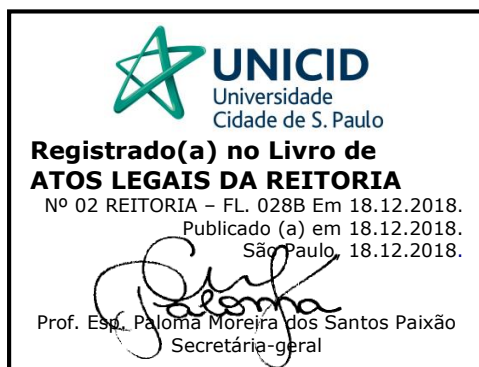 UNICID
Universidade
Cidade de S. Paulo
Registrado(a) no Livro de
ATOS LEGAIS DA REITORIA
Nº 02 REITORIA – FL. 028B Em 18.12.2018.
Publicado (a) em 18.12.2018.
São Paulo, 18.12.2018.
Paloma
Prof. Esp. Paloma Moreira dos Santos Paixão
Secretária-geral